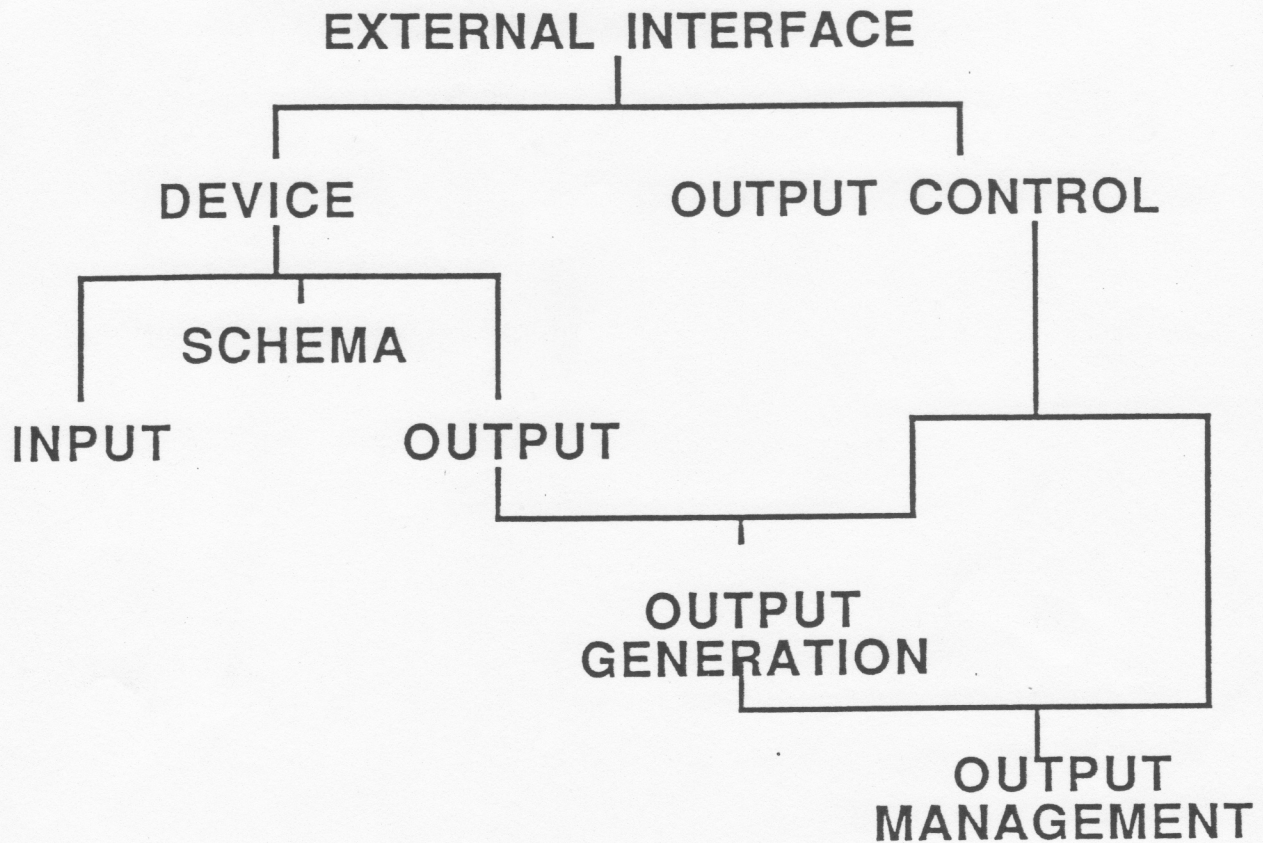 EXTERNAL INTERFACE
DEVICE
OUTPUT CONTROL
SCHEMA
INPUT
OUTPUT
OUTPUT
GENERATION
OUTPUT
MANAGEMENT